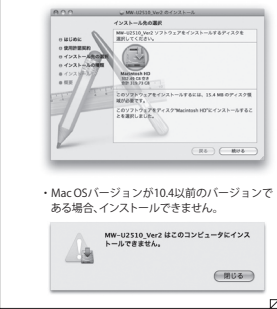 MW-U2510_Ver2 のインストール
インストール先の選択
はじめに
使用許諾契約
インストール先の選択
インストールの種類
インストール
概要
MW-U2510_Ver2 ソフトウェアをインストールするディスクを
選択してください。
Macintosh HD
このソフトウェアをインストールするには、15.4 MBのディスク領
域が必要です。
このソフトウェアをディスク"Macintosh HD"にインストールするこ
とを選択しました。
戻る
続ける
・Mac OSバージョンが10.4以前のバージョンで
ある場合、インストールできません。
MW-U2510_Ver2 はこのコンピュータにインス
トールできません。
閉じる